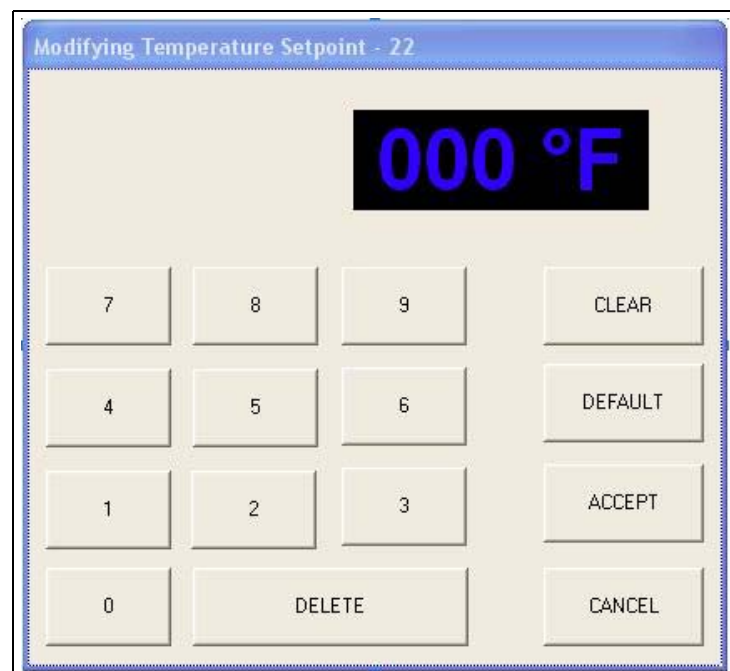 Modifying Temperature Setpoint - 22
000 °F
7 8 9 CLEAR
4 5 6 DEFAULT
1 2 3 ACCEPT
0 DELETE CANCEL